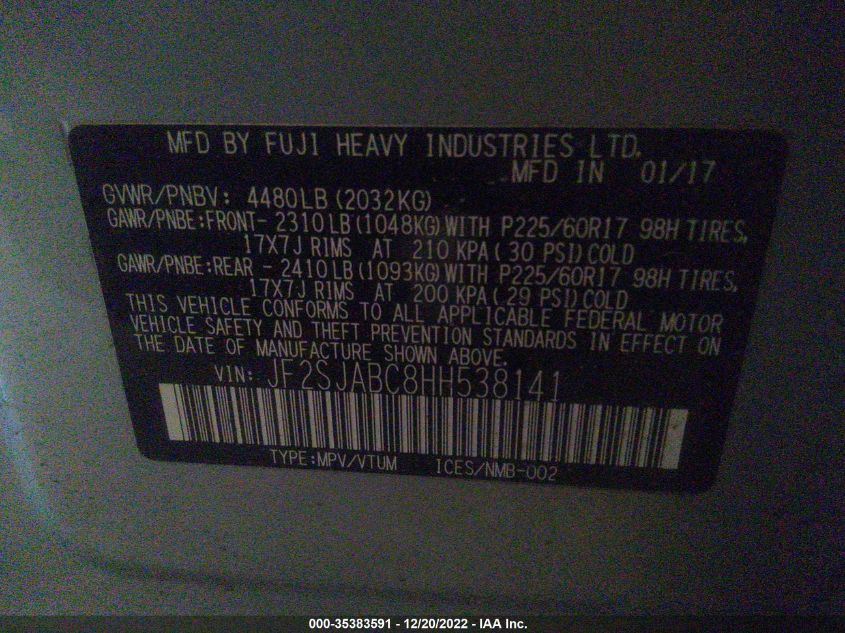 MFD BY FUJI HEAVY INDUSTRIES LTD.
MFD IN 01/17
GVWR/PNBV: 4480LB (2032KG)
GAWR/PNBE:FRONT- 2310LB (1048KG) WITH P225/60R17 98H TIRES,
17X7J RIMS AT 210 KPA ( 30 PSI) COLD
GAWR/PNBE:REAR - 2410LB (1093KG) WITH P225/60R17 98H TIRES,
17X7J RIMS AT 200 KPA ( 29 PSI) COLD
THIS VEHICLE CONFORMS TO ALL APPLICABLE FEDERAL MOTOR
VEHICLE SAFETY AND THEFT PREVENTION STANDARDS IN EFFECT ON
THE DATE OF MANUFACTURE SHOWN ABOVE.
VIN: JF2SJABC8HH538141
TYPE:MPV/VTUM ICES/NMB-002
000-35383591 - 12/20/2022 - IAA Inc.